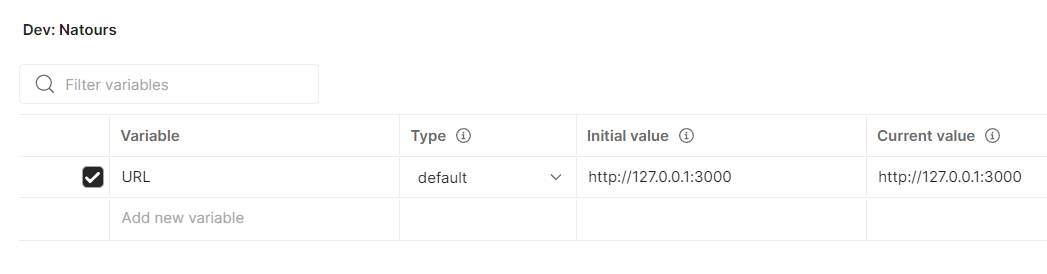 Dev: Natours
Filter variables
Variable Type Initial value Current value
URL default http://127.0.0.1:3000 http://127.0.0.1:3000
Add new variable